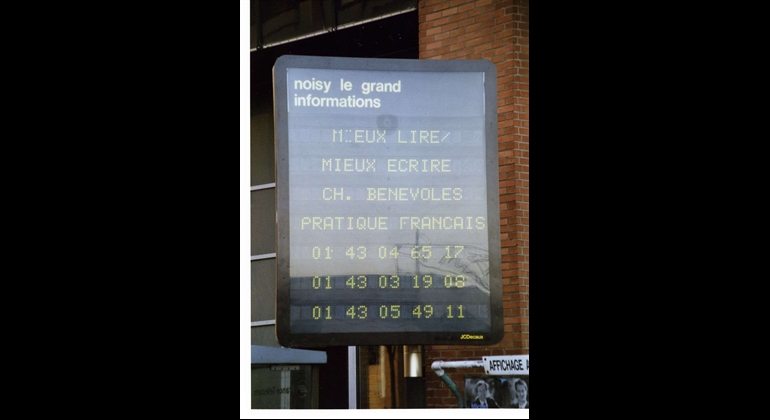 noisy le grand
informations
MIEUX LIRE/
MIEUX ECRIRE
CH. BENEVOLES
PRATIQUE FRANCAIS
01 43 04 65 17
01 43 03 19 08
01 43 05 49 11
JCDecaux
AFFICHAGE